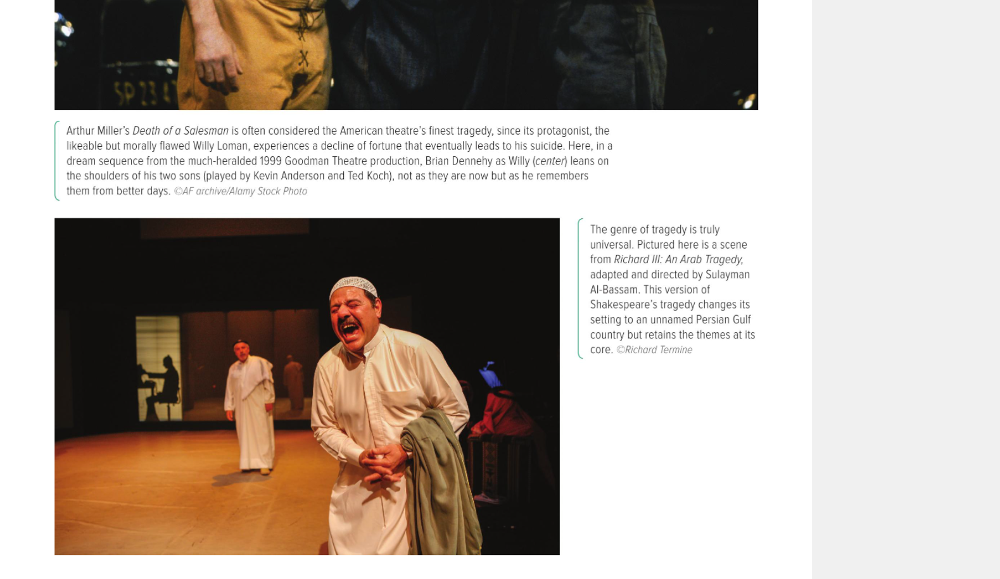 SP 23
Arthur Miller's Death of a Salesman is often considered the American theatre's finest tragedy, since its protagonist, the
likeable but morally flawed Willy Loman, experiences a decline of fortune that eventually leads to his suicide. Here, in a
dream sequence from the much-heralded 1999 Goodman Theatre production, Brian Dennehy as Willy (center) leans on
the shoulders of his two sons (played by Kevin Anderson and Ted Koch), not as they are now but as he remembers
them from better days. ©AF archive/Alamy Stock Photo
The genre of tragedy is truly
universal. Pictured here is a scene
from Richard III: An Arab Tragedy,
adapted and directed by Sulayman
Al-Bassam. This version of
Shakespeare's tragedy changes its
setting to an unnamed Persian Gulf
country but retains the themes at its
core. ©Richard Termine